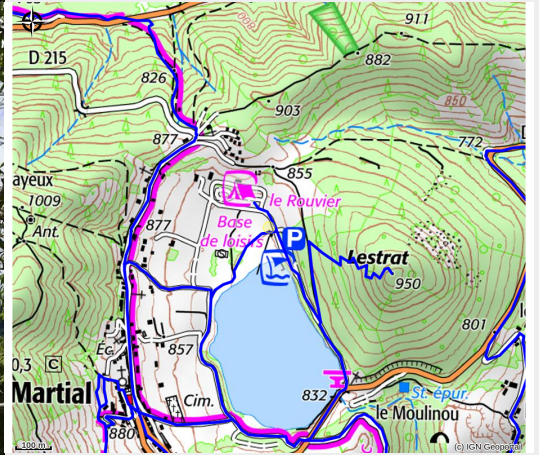 911
D 215
882
826
850
903
877
772
855
ayeux
1009
le Rouvier
Ant.
877
Base
de loisirs
P
Lestrat
950
801
Éc.
857
0,3 C
Martial
Cim.
832
St. épur.
le Moulinou
880
100 m
(c) IGN Geoportail